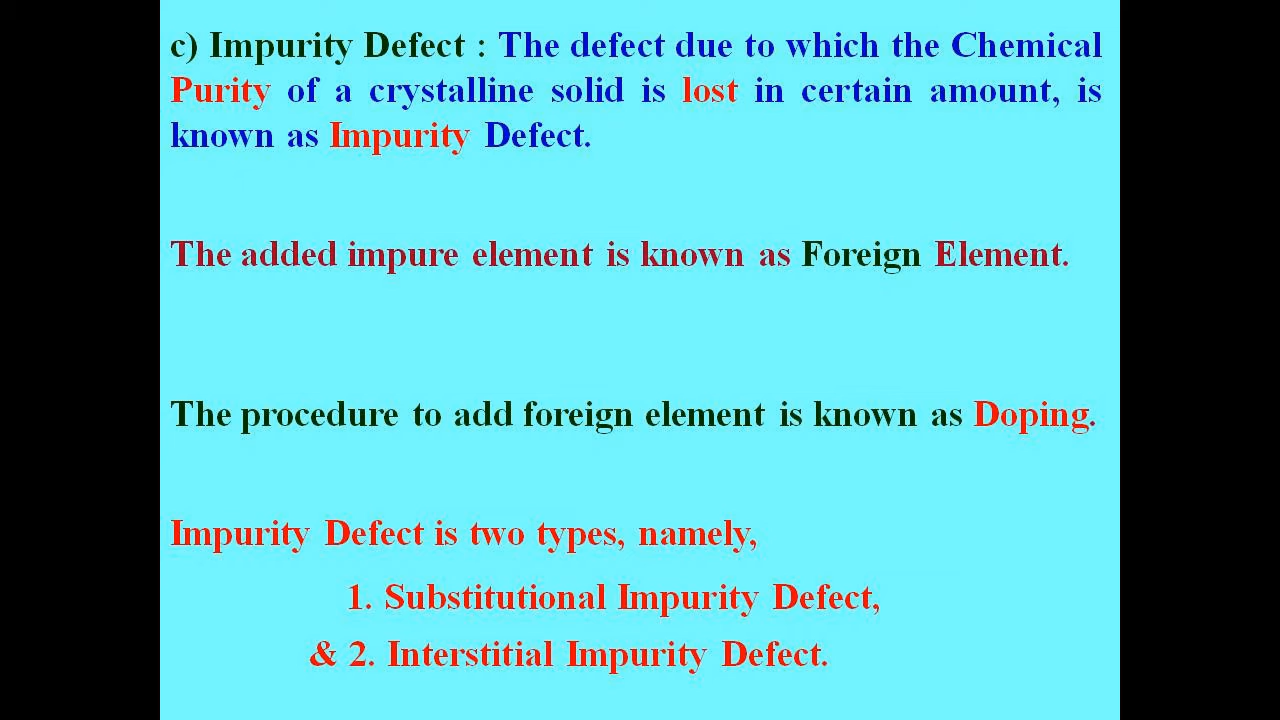 c) Impurity Defect : The defect due to which the Chemical
Purity of a crystalline solid is lost in certain amount, is
known as Impurity Defect.
The added impure element is known as Foreign Element.
The procedure to add foreign element is known as Doping.
Impurity Defect is two types, namely,
1. Substitutional Impurity Defect,
& 2. Interstitial Impurity Defect.